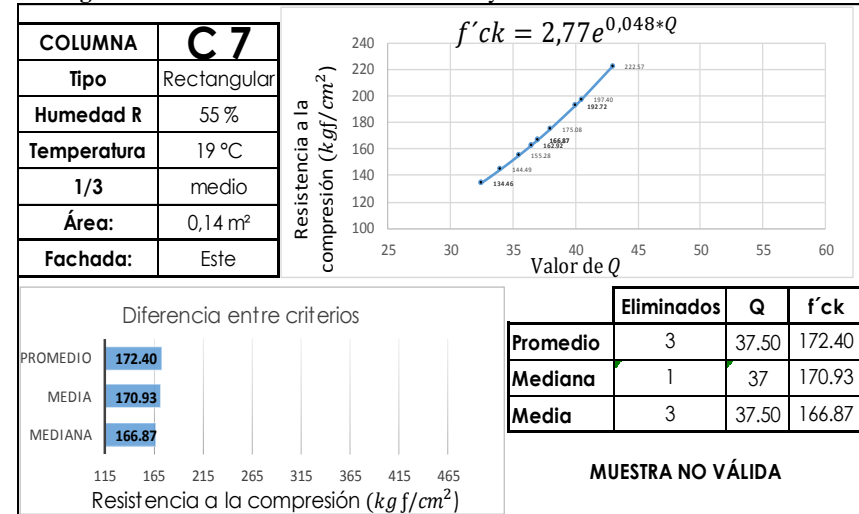 COLUMNA C 7
Tipo Rectangular
Humedad R 55 %
Temperatura 19 °C
1/3 medio
Área: 0,14 m²
Fachada: Este
f´ck = 2,77e^{0,048*Q}
Resistencia a la
compresión (kgf/cm²)
240
220
200
180
160
140
120
100
222.57
197.40
192.72
175.08
166.87
162.92
155.28
144.49
134.46
25 30 35 40 45 50 55 60
Valor de Q
Diferencia entre criterios
PROMEDIO 172.40
MEDIA 170.93
MEDIANA 166.87
115 165 215 265 315 365 415 465
Resistencia a la compresión (kg f/cm²)
Eliminados Q f´ck
Promedio 3 37.50 172.40
Mediana 1 37 170.93
Media 3 37.50 166.87
MUESTRA NO VÁLIDA